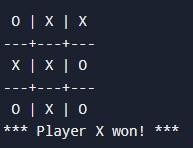 O | X | X
---+---+---
X | X | O
---+---+---
O | X | O
*** Player X won! ***